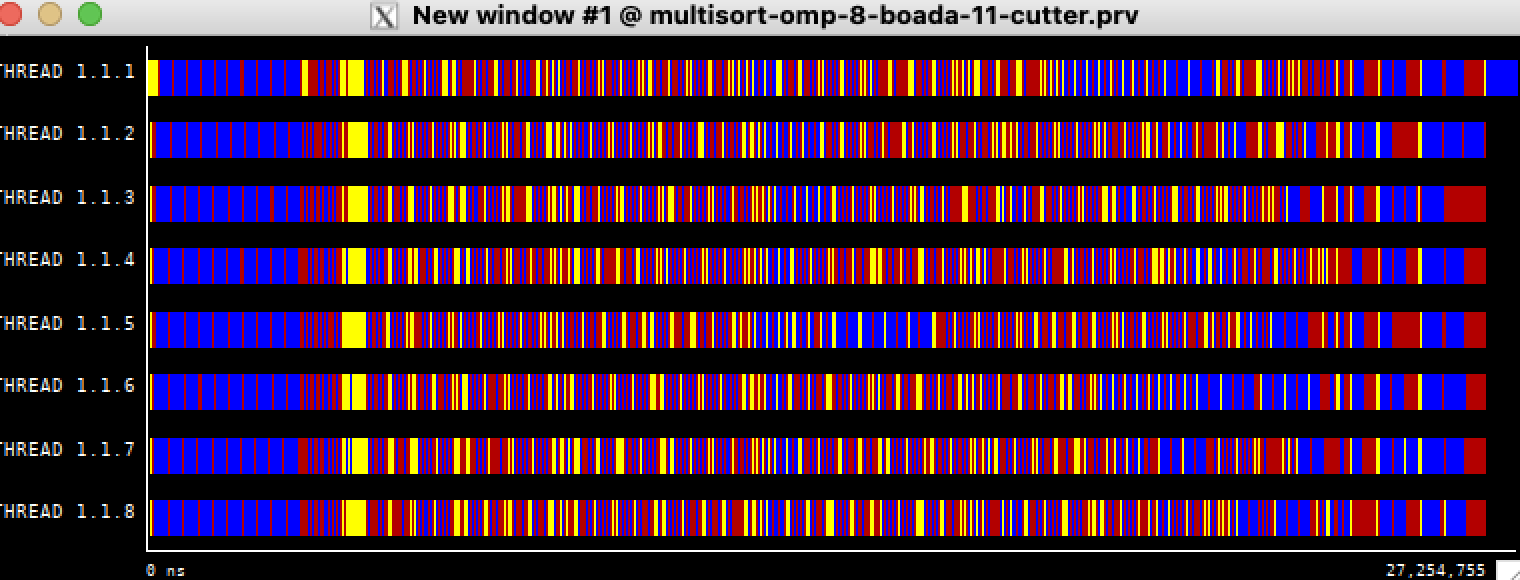 New window #1 @ multisort-omp-8-boada-11-cutter.prv
THREAD 1.1.1
THREAD 1.1.2
THREAD 1.1.3
THREAD 1.1.4
THREAD 1.1.5
THREAD 1.1.6
THREAD 1.1.7
THREAD 1.1.8
0 ns
27,254,755